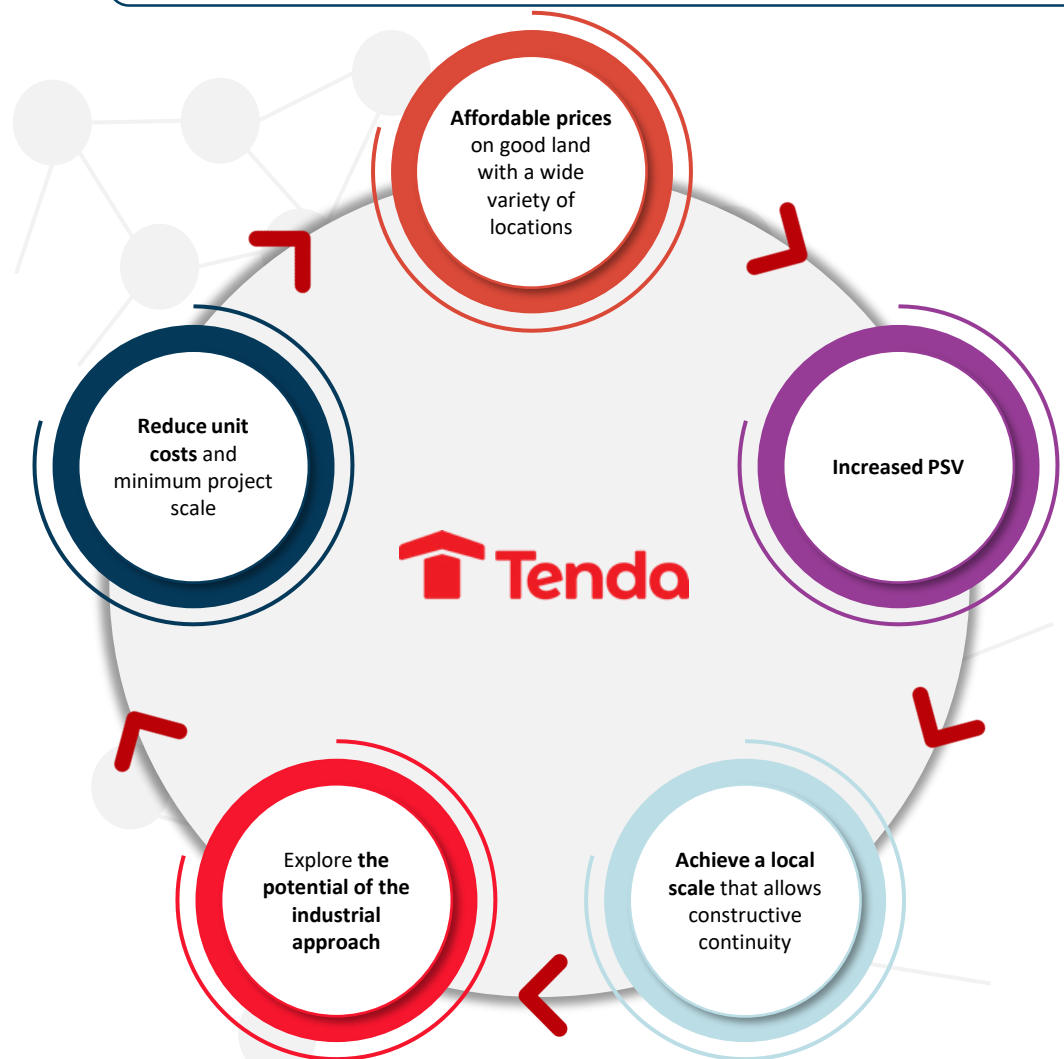 Affordable prices
on good land
with a wide
variety of
locations
Increased PSV
Achieve a local
scale that allows
constructive
continuity
Explore the
potential of the
industrial
approach
Reduce unit
costs and
minimum project
scale
Tenda